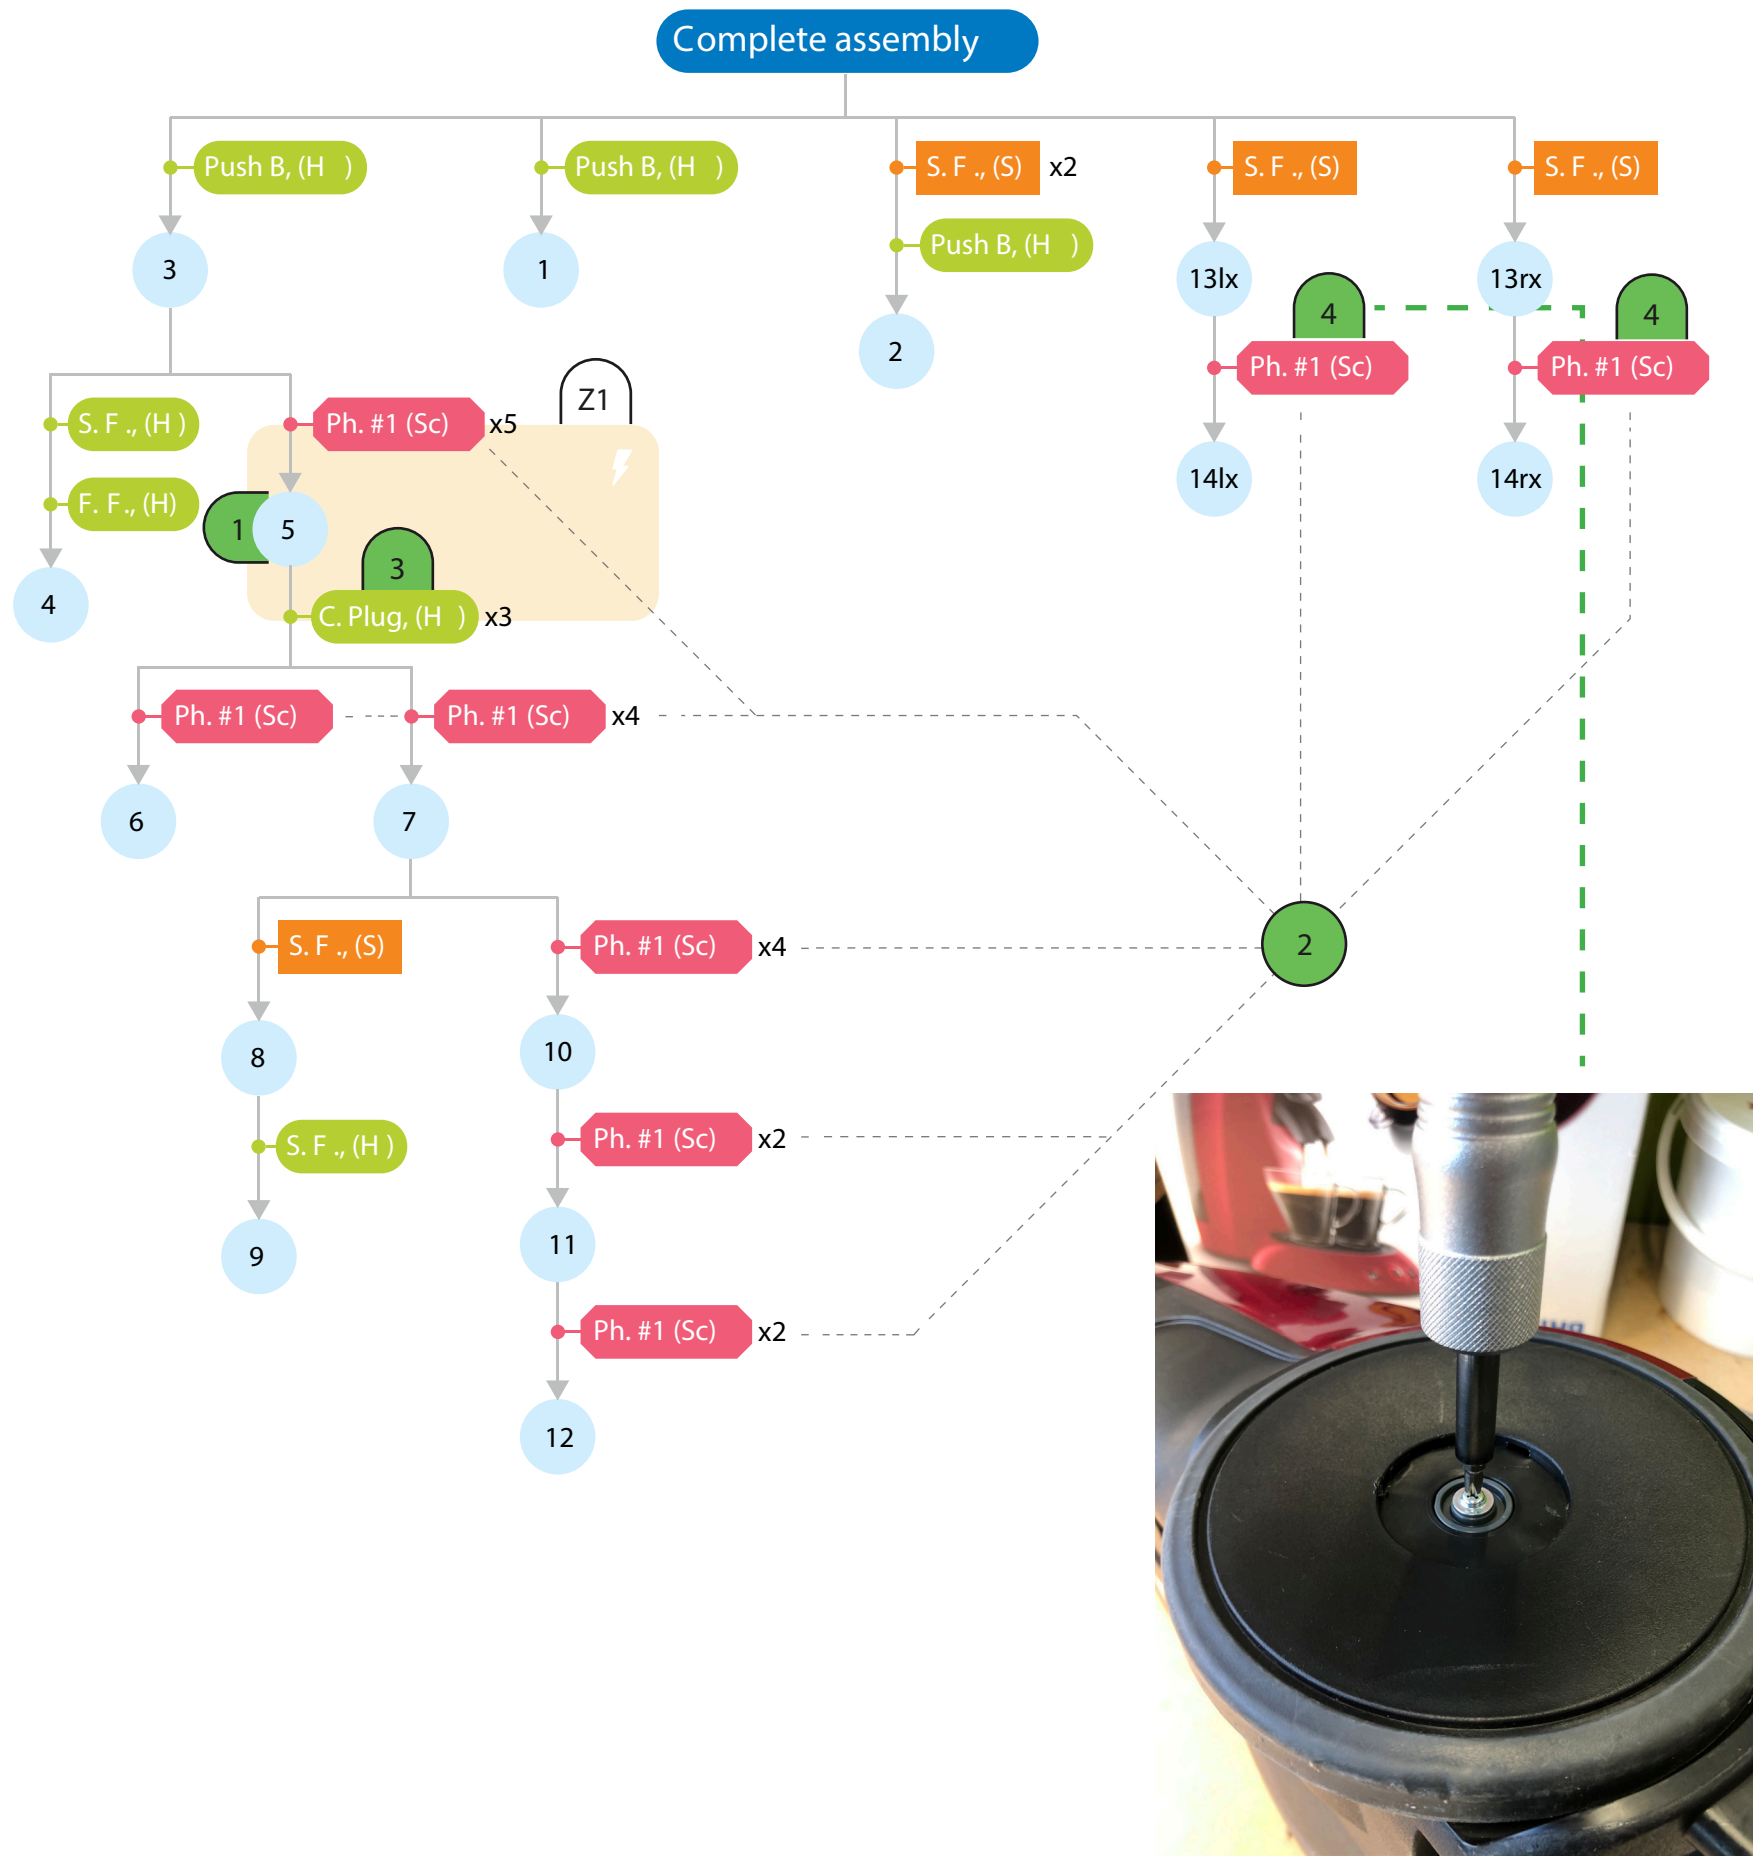 Complete assembly
Push B, (H )
Push B, (H )
S. F ., (S) x2
S. F ., (S)
S. F ., (S)
Push B, (H )
3
1
13lx
13rx
4
4
2
Ph. #1 (Sc)
Ph. #1 (Sc)
Z1
S. F ., (H )
Ph. #1 (Sc) x5
14lx
14rx
F. F ., (H)
1
5
3
4
C. Plug, (H ) x3
Ph. #1 (Sc)
Ph. #1 (Sc) x4
6
7
S. F ., (S)
Ph. #1 (Sc) x4
2
8
10
S. F ., (H )
Ph. #1 (Sc) x2
9
11
Ph. #1 (Sc) x2
12